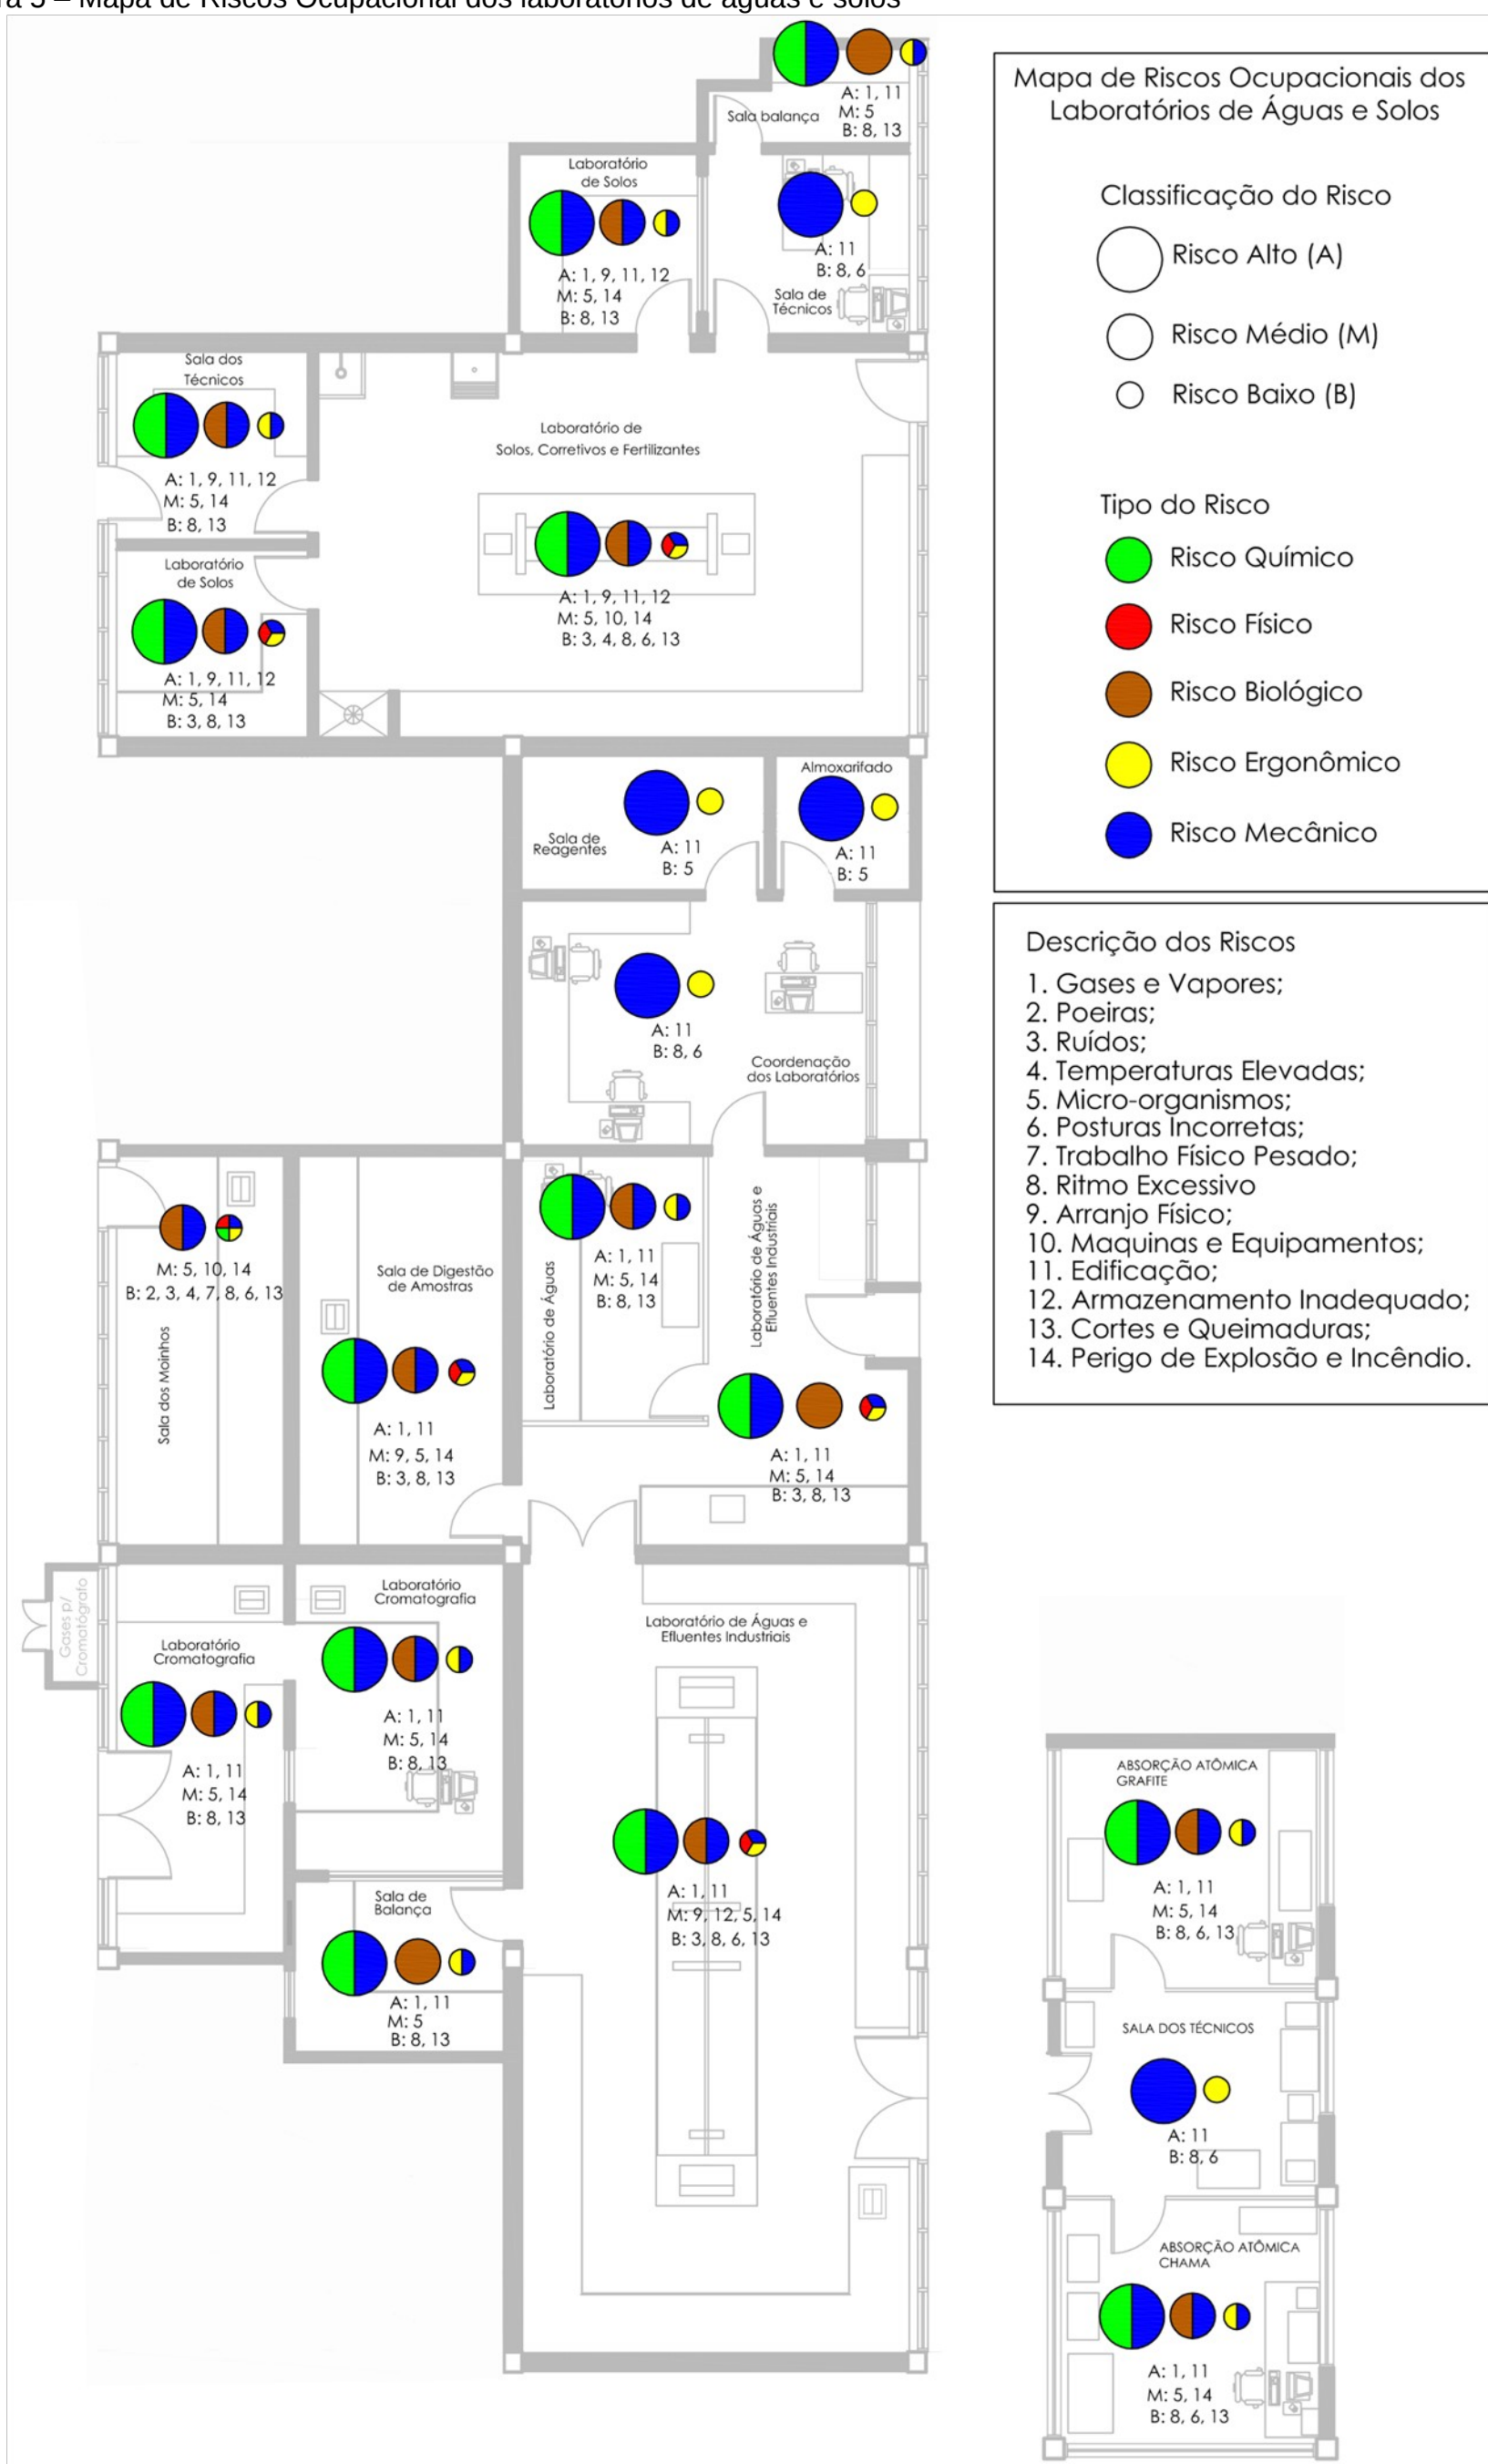 ra 5 – Mapa de Riscos Ocupacional dos laboratórios de águas e solos
A: 1, 11
Sala balança
M: 5
B: 8, 13
Laboratório
de Solos
A: 1, 9, 11, 12
M: 5, 14
B: 8, 13
A: 11
B: 8, 6
Sala de
Técnicos
Sala dos
Técnicos
A: 1, 9, 11, 12
M: 5, 14
B: 8, 13
Laboratório de
Solos, Corretivos e Fertilizantes
A: 1, 9, 11, 12
M: 5, 10, 14
B: 3, 4, 8, 6, 13
Laboratório
de Solos
A: 1, 9, 11, 12
M: 5, 14
B: 3, 8, 13
Sala de
Reagentes
A: 11
B: 5
Almoxarifado
A: 11
B: 5
A: 11
B: 8, 6
Coordenação
dos Laboratórios
M: 5, 10, 14
B: 2, 3, 4, 7, 8, 6, 13
Sala dos Moinhos
Sala de Digestão
de Amostras
A: 1, 11
M: 9, 5, 14
B: 3, 8, 13
Laboratório de Águas
A: 1, 11
M: 5, 14
B: 8, 13
Laboratório de Águas e
Efluentes Industriais
A: 1, 11
M: 5, 14
B: 3, 8, 13
Gases p/
Cromatógrafo
Laboratório
Cromatografia
A: 1, 11
M: 5, 14
B: 8, 13
Laboratório
Cromatografia
A: 1, 11
M: 5, 14
B: 8, 13
Sala de
Balança
A: 1, 11
M: 5
B: 8, 13
Laboratório de Águas e
Efluentes Industriais
A: 1, 11
M: 9, 12, 5, 14
B: 3, 8, 6, 13
Mapa de Riscos Ocupacionais dos
Laboratórios de Águas e Solos
Classificação do Risco
Risco Alto (A)
Risco Médio (M)
Risco Baixo (B)
Tipo do Risco
Risco Químico
Risco Físico
Risco Biológico
Risco Ergonômico
Risco Mecânico
Descrição dos Riscos
1. Gases e Vapores;
2. Poeiras;
3. Ruídos;
4. Temperaturas Elevadas;
5. Micro-organismos;
6. Posturas Incorretas;
7. Trabalho Físico Pesado;
8. Ritmo Excessivo
9. Arranjo Físico;
10. Maquinas e Equipamentos;
11. Edificação;
12. Armazenamento Inadequado;
13. Cortes e Queimaduras;
14. Perigo de Explosão e Incêndio.
ABSORÇÃO ATÔMICA
GRAFITE
A: 1, 11
M: 5, 14
B: 8, 6, 13
SALA DOS TÉCNICOS
A: 11
B: 8, 6
ABSORÇÃO ATÔMICA
CHAMA
A: 1, 11
M: 5, 14
B: 8, 6, 13